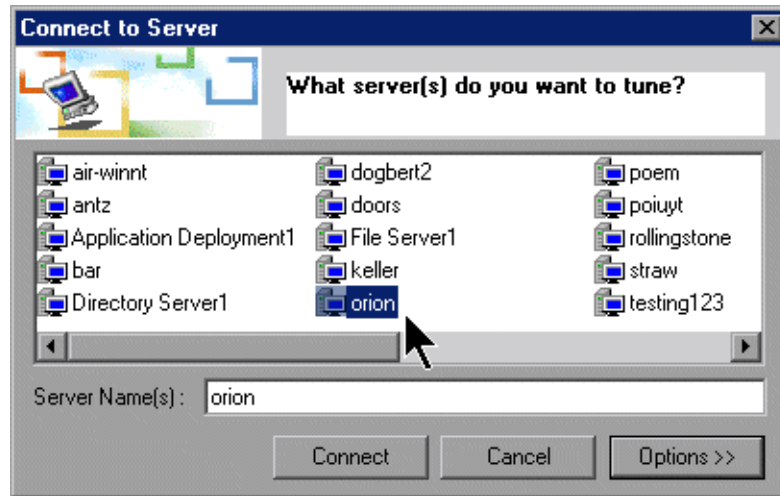 Connect to Server
What server(s) do you want to tune?
air-winnt
antz
Application Deployment1
bar
Directory Server1
dogbert2
doors
File Server1
keller
orion
poem
poiuyt
rollingstone
straw
testing123
Server Name(s) : orion
Connect Cancel Options >>